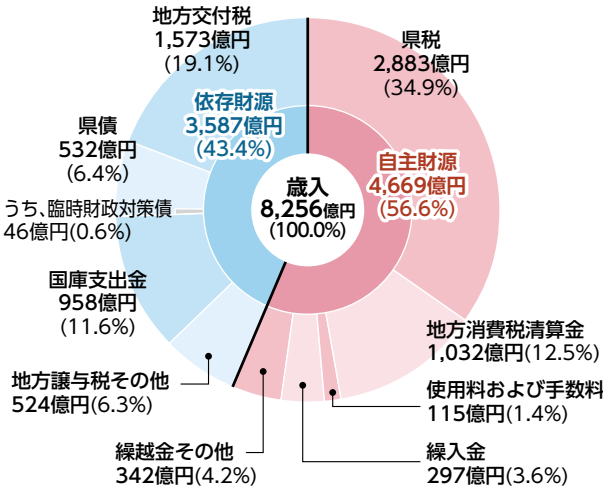 地方交付税
1,573億円
(19.1%)
県税
2,883億円
(34.9%)
依存財源
3,587億円
(43.4%)
県債
532億円
(6.4%)
自主財源
4,669億円
(56.6%)
歳入
8,256億円
(100.0%)
うち、臨時財政対策債
46億円(0.6%)
国庫支出金
958億円
(11.6%)
地方消費税清算金
1,032億円(12.5%)
地方譲与税その他
524億円(6.3%)
使用料および手数料
115億円(1.4%)
繰越金その他
342億円(4.2%)
繰入金
297億円(3.6%)